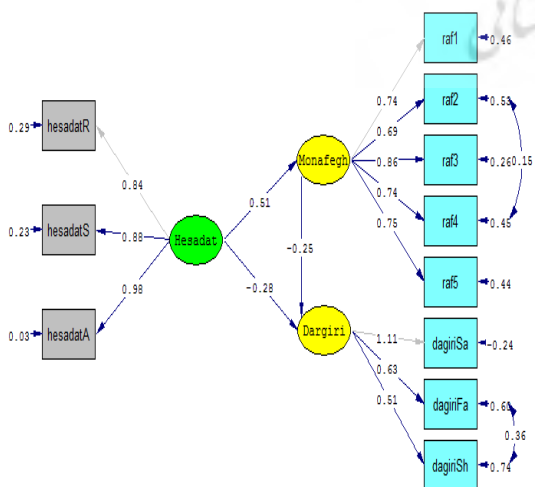 raf1
0.46
0.74
raf2
0.53
0.29
hesadatR
0.69
Monafegh
0.86
raf3
0.26
0.15
0.84
0.51
0.74
raf4
0.45
0.23
hesadatS
0.88
Hesadat
-0.25
0.75
raf5
0.44
0.98
-0.28
0.03
hesadatA
Dargiri
1.11
dagiriSa
-0.24
0.63
0.51
dagiriFa
0.60
0.36
dagiriSh
0.74